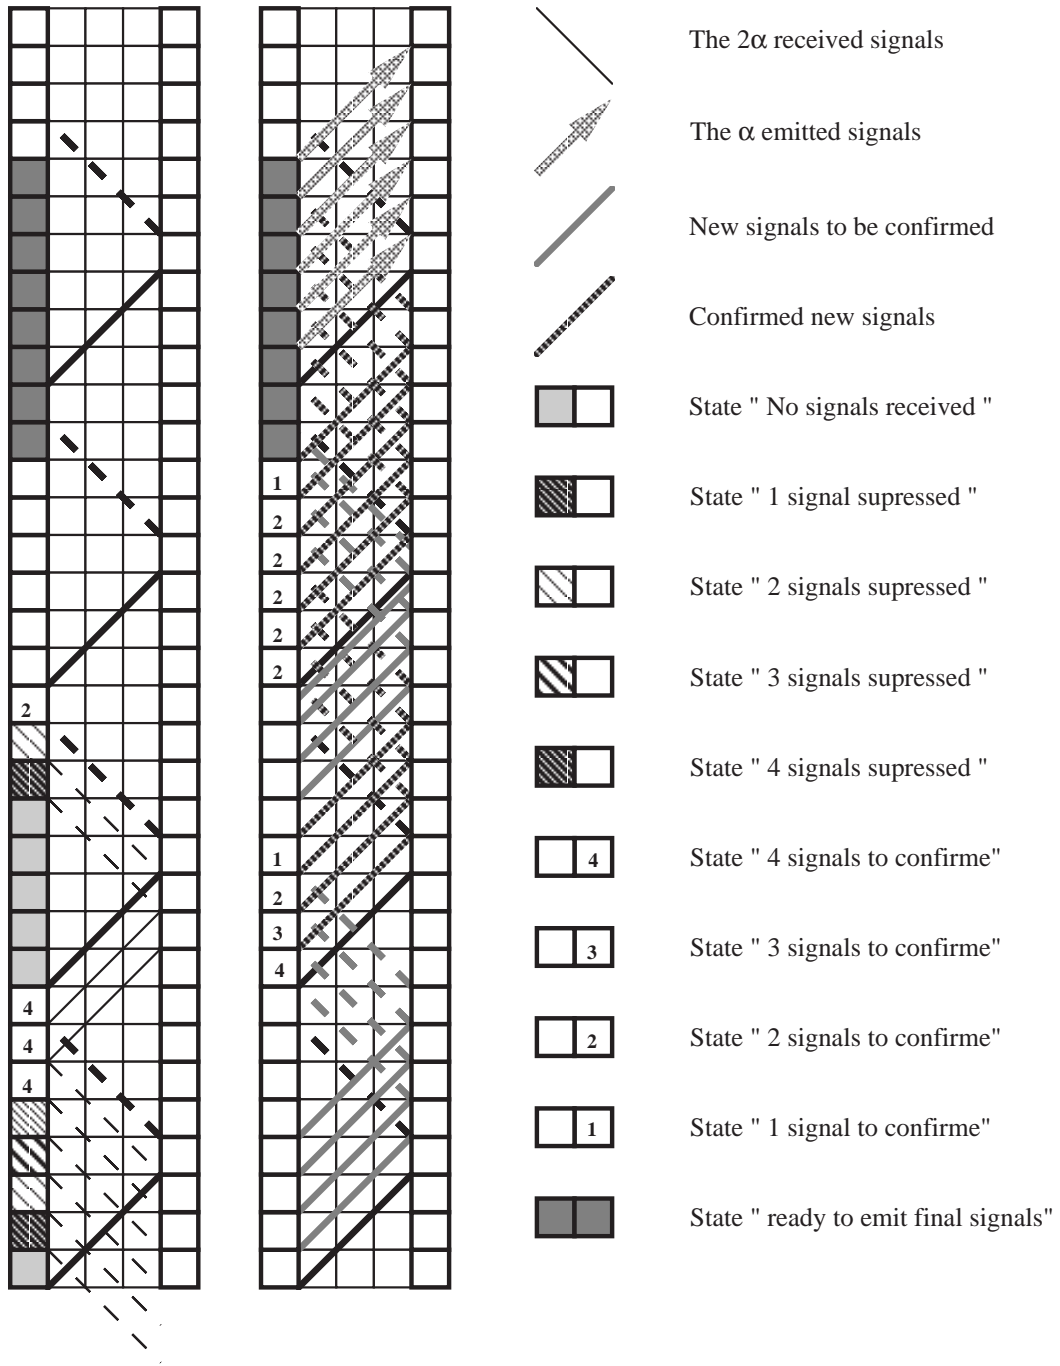 The 2α received signals
The α emitted signals
New signals to be confirmed
Confirmed new signals
State " No signals received "
1
State " 1 signal supressed "
2
2
State " 2 signals supressed "
2
2
2
State " 3 signals supressed "
2
State " 4 signals supressed "
1
4
State " 4 signals to confirme"
2
3
3
State " 3 signals to confirme"
4
4
4
2
State " 2 signals to confirme"
4
1
State " 1 signal to confirme"
State " ready to emit final signals"